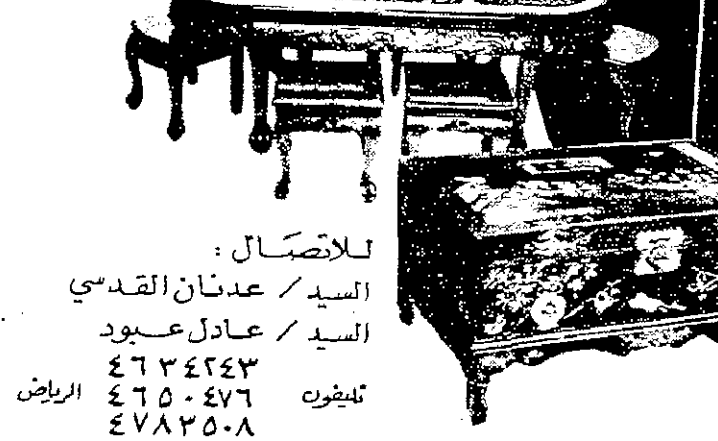 للاتصال :
السيد / عدنان القدسي
السيد / عادل عبود
٤٦٣٤٢٤٣
تليفون ٤٦٥٠٤٧٦ الرياض
٤٧٨٣٥٠٨